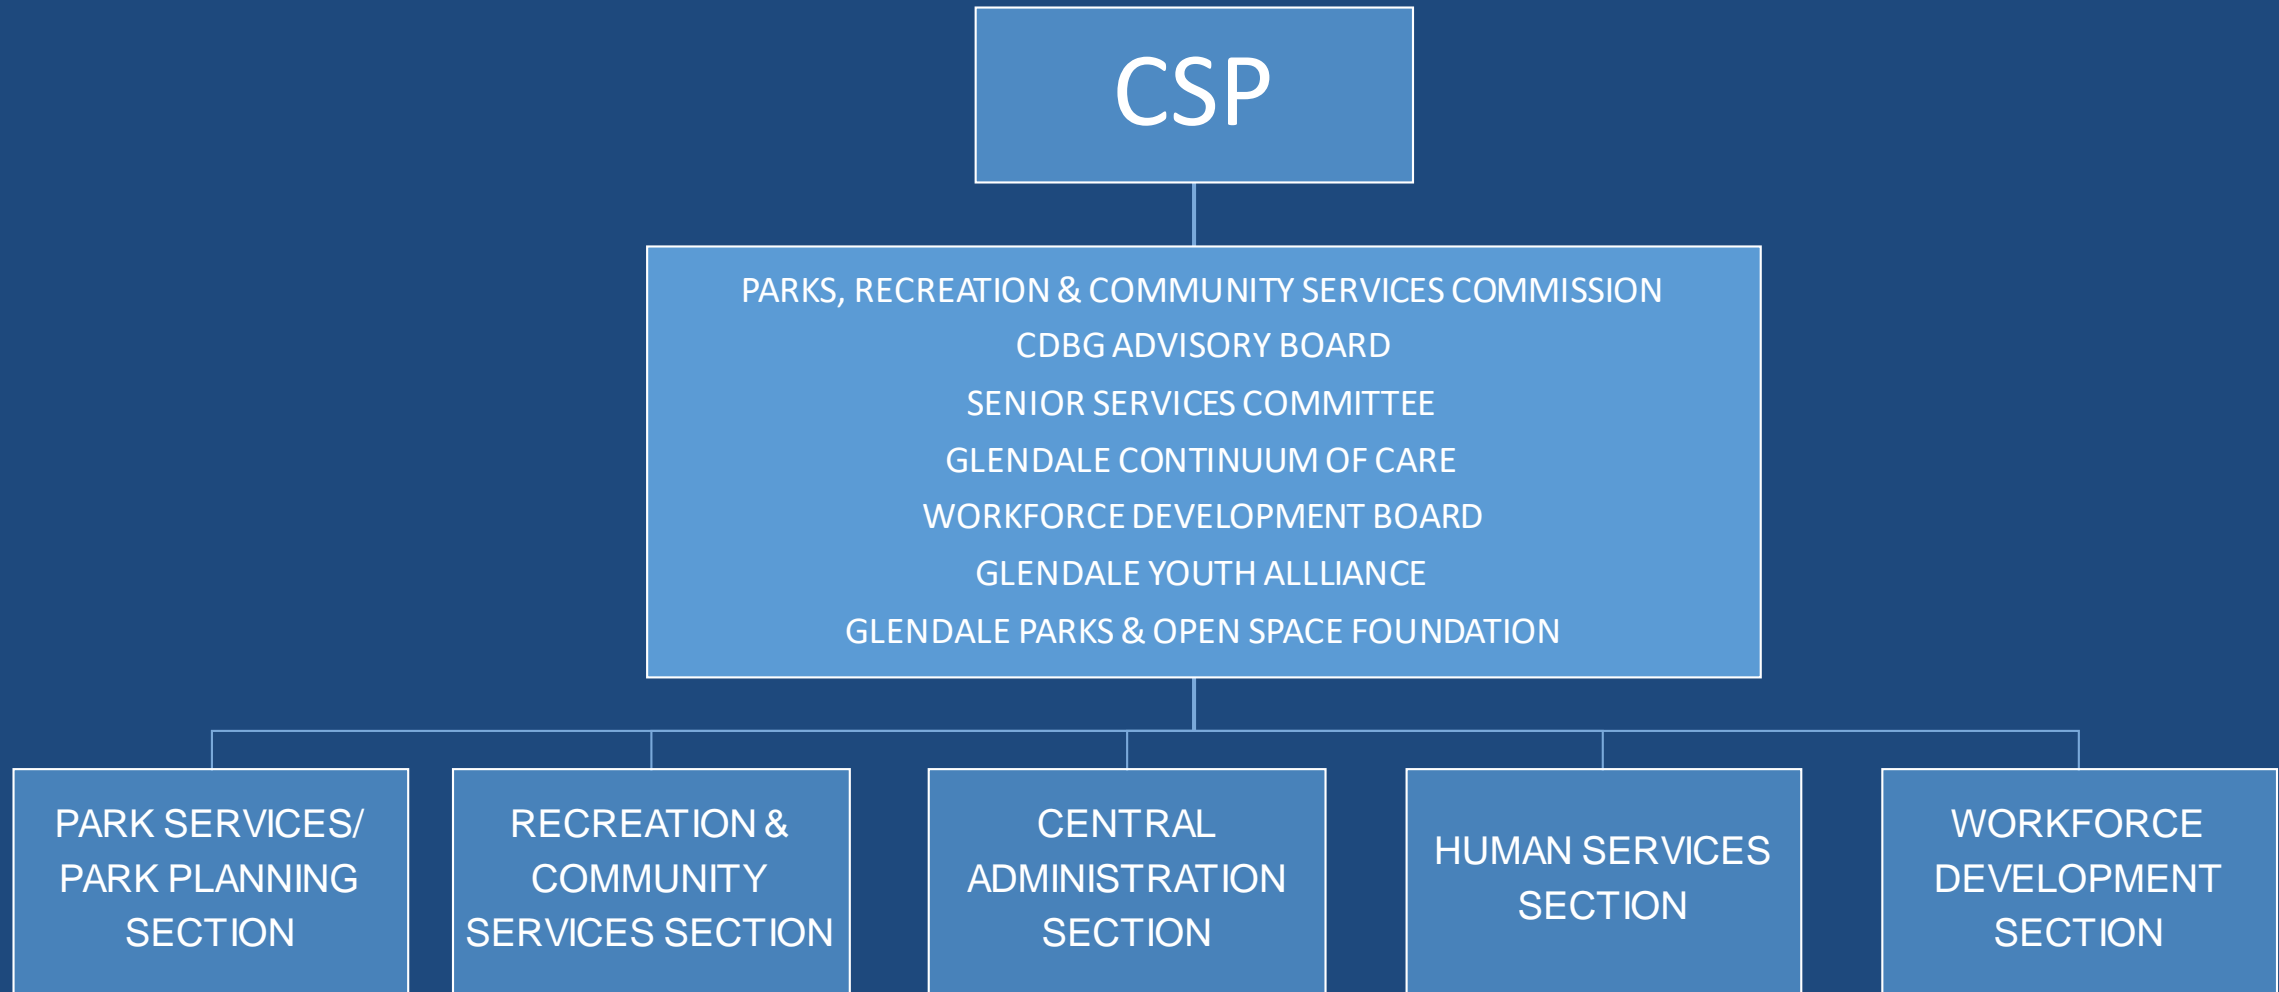 CSP
PARKS, RECREATION & COMMUNITY SERVICES COMMISSION
CDBG ADVISORY BOARD
SENIOR SERVICES COMMITTEE
GLENDALE CONTINUUM OF CARE
WORKFORCE DEVELOPMENT BOARD
GLENDALE YOUTH ALLLIANCE
GLENDALE PARKS & OPEN SPACE FOUNDATION
PARK SERVICES/
PARK PLANNING
SECTION
RECREATION &
COMMUNITY
SERVICES SECTION
CENTRAL
ADMINISTRATION
SECTION
HUMAN SERVICES
SECTION
WORKFORCE
DEVELOPMENT
SECTION